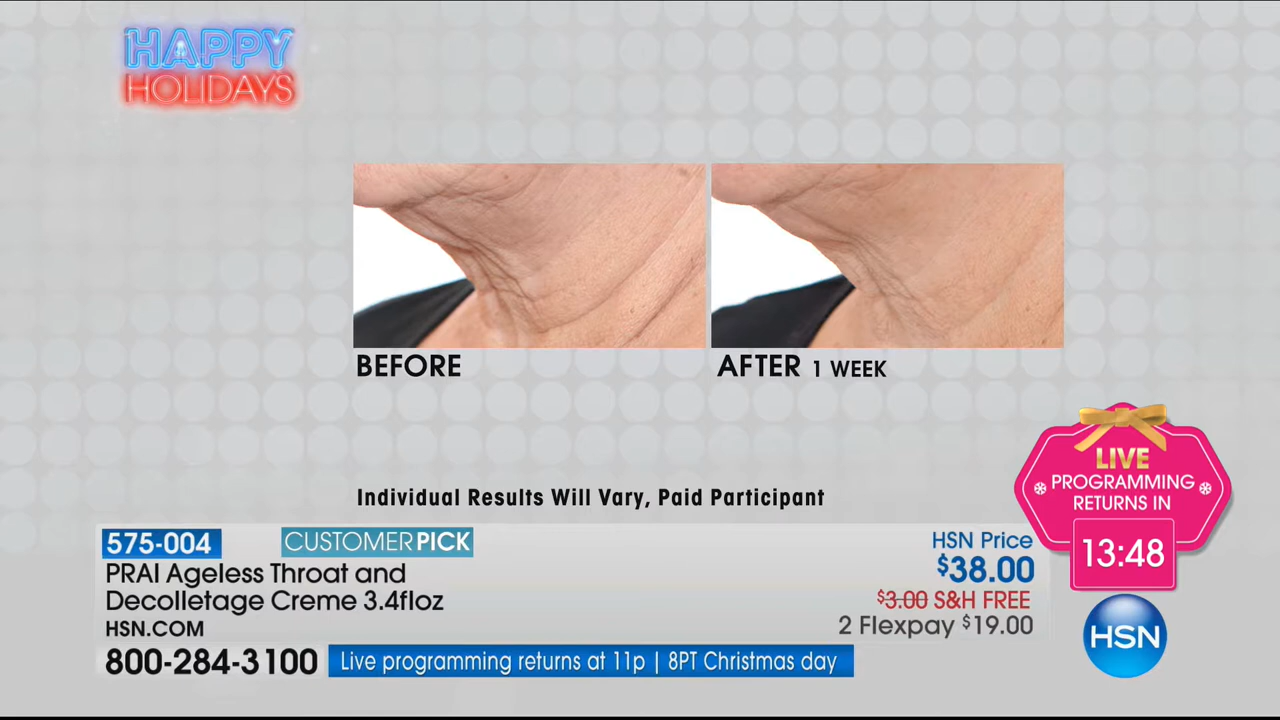 HAPPY
HOLIDAYS
BEFORE
AFTER 1 WEEK
Individual Results Will Vary, Paid Participant
575-004
CUSTOMERPICK
PRAI Ageless Throat and
Decolletage Creme 3.4floz
HSN.COM
800-284-3100
Live programming returns at 11p | 8PT Christmas day
HSN Price
$38.00
$3.00 S&H FREE
2 Flexpay $19.00
LIVE
PROGRAMMING
RETURNS IN
13:48
HSN